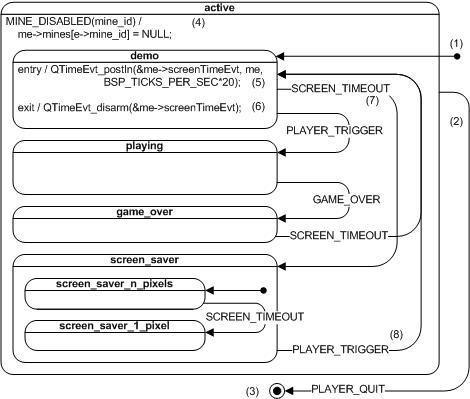 active
MINE_DISABLED(mine_id) / (4)
me->mines[e->mine_id] = NULL;
(1)
demo
entry / QTimeEvt_postIn(&me->screenTimeEvt, me,
BSP_TICKS_PER_SEC*20); (5)
SCREEN_TIMEOUT
(7)
exit / QTimeEvt_disarm(&me->screenTimeEvt); (6)
(2)
PLAYER_TRIGGER
playing
GAME_OVER
game_over
SCREEN_TIMEOUT
screen_saver
screen_saver_n_pixels
SCREEN_TIMEOUT
screen_saver_1_pixel
(8)
PLAYER_TRIGGER
(3)
PLAYER_QUIT